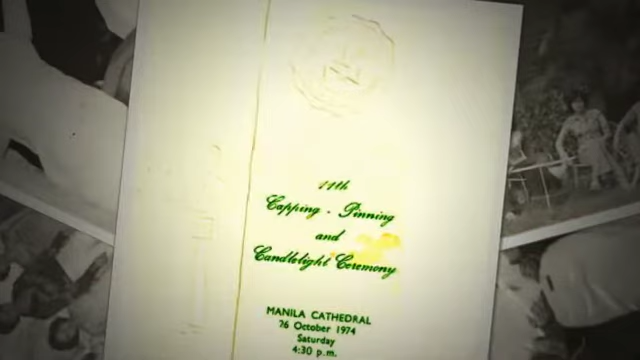 11th
Capping - Pinning
and
Candlelight Ceremony
MANILA CATHEDRAL
26 October 1974
Saturday
4:30 p.m.